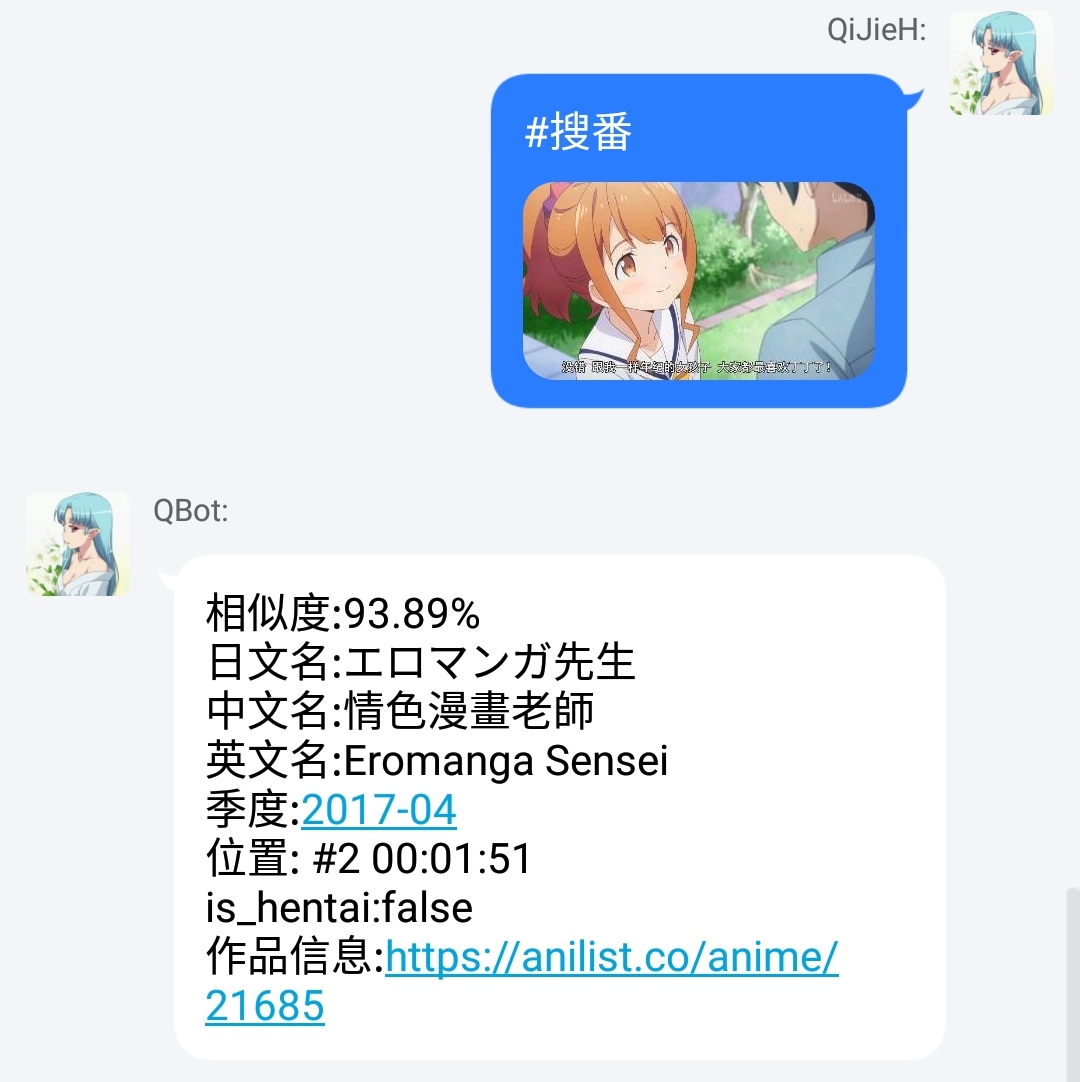 QiJieH:
#搜番
bilibili
没错 跟我一样年纪的女孩子 大家都最喜欢丁丁了!
QBot:
相似度:93.89%
日文名:エロマンガ先生
中文名:情色漫畫老師
英文名:Eromanga Sensei
季度:2017-04
位置: #2 00:01:51
is_hentai:false
作品信息:https://anilist.co/anime/
21685